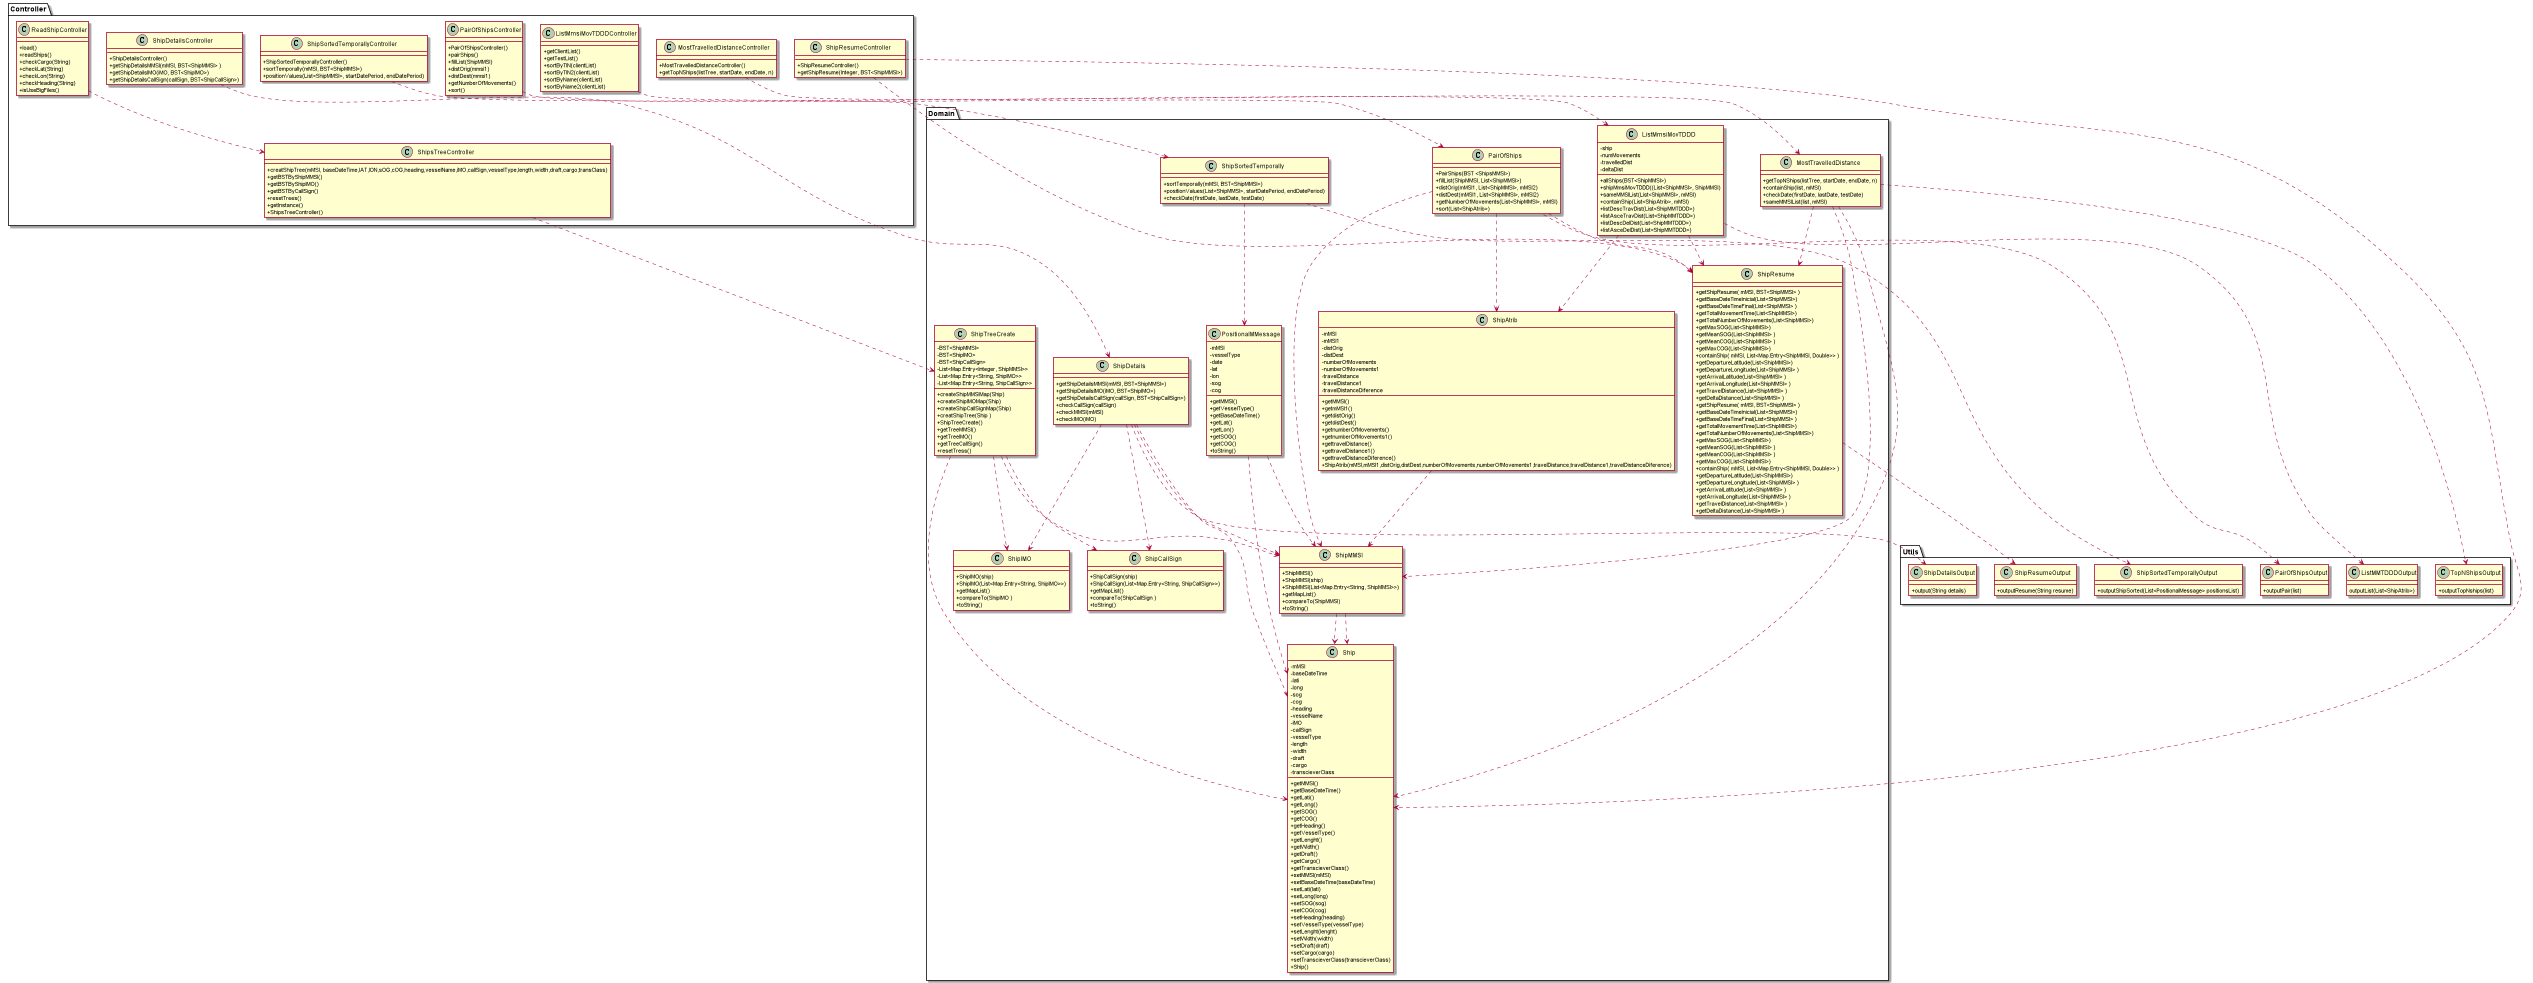 Controller
ReadShipController
+load()
+readShips()
+checkCargo(String)
+checkLat(String)
+checkLon(String)
+checkHeading(String)
+isUseBigFiles()
ShipDetailsController
+ShipDetailsController()
+getShipDetailsMMSI(mMSI, BST<ShipMMSI> )
+getShipDetailsIMO(iMO, BST<ShipIMO>)
+getShipDetailsCallSign(callSign, BST<ShipCallSign>)
ShipSortedTemporallyController
+ShipSortedTemporallyController()
+sortTemporally(mMSI, BST<ShipMMSI>)
+positionValues(List<ShipMMSI>, startDatePeriod, endDatePeriod)
PairOfShipsController
+PairOfShipsController()
+pairShips()
+fillList(ShipMMSI)
+distOrig(mmsi1)
+distDest(mmsi1)
+getNumberOfMovements()
+sort()
ListMmsiMovTDDDController
+getClientList()
+getTestList()
+sortByTIN(clientList)
+sortByTIN2(clientList)
+sortByName(clientList)
+sortByName2(clientList)
MostTravelledDistanceController
+MostTravelledDistanceController()
+getTopNShips(listTree, startDate, endDate, n)
ShipResumeController
+ShipResumeController()
+getShipResume(Integer, BST<ShipMMSI>)
ShipsTreeController
+creatShipTree(mMSI, baseDateTime,lAT,lON,sOG,cOG,heading,vesselName,iMO,callSign,vesselType,length,width,draft,cargo,transClass)
+getBSTByShipMMSI()
+getBSTByShipIMO()
+getBSTByCallSign()
+resetTrees()
+getInstance()
+ShipsTreeController()
Domain
ShipSortedTemporally
+sortTemporally(mMSI, BST<ShipMMSI>)
+positionValues(List<ShipMMSI>, startDatePeriod, endDatePeriod)
+checkDate(firstDate, lastDate, testDate)
PairOfShips
+PairShips(BST <ShipsMMSI>)
+fillList(ShipMMSI, List<ShipMMSI>)
+distOrig(mMSI1, List<ShipMMSI>, mMSI2)
+distDest(mMSI1, List<ShipMMSI>, mMSI2)
+getNumberOfMovements(List<ShipMMSI>, mMSI)
+sort(List<ShipAtrib>)
ListMmsiMovTDDD
-ship
-numMovements
-travelledDist
-deltaDist
+allShips(BST<ShipMMSI>)
+shipMmsiMovTDDD((List<ShipMMSI>, ShipMMSI)
+sameMMSIList(List<ShipMMSI>, mMSI)
+containShip(List<ShipAtrib>, mMSI)
+listDescTravDist(List<ShipMMTDDD>)
+listAsceTravDist(List<ShipMMTDDD>)
+listDescDelDist(List<ShipMMTDDD>)
+listAsceDelDist(List<ShipMMTDDD>)
MostTravelledDistance
+getTopNShips(listTree, startDate, endDate, n)
+containShip(list, mMSI)
+checkDate(firstDate, lastDate, testDate)
+sameMMSIList(list, mMSI)
ShipResume
+getShipResume( mMSI, BST<ShipMMSI> )
+getBaseDateTimeInicial(List<ShipMMSI>)
+getBaseDateTimeFinal(List<ShipMMSI> )
+getTotalMovementTime(List<ShipMMSI>)
+getTotalNumberOfMovements(List<ShipMMSI>)
+getMaxSOG(List<ShipMMSI>)
+getMeanSOG(List<ShipMMSI> )
+getMeanCOG(List<ShipMMSI> )
+getMaxCOG(List<ShipMMSI>)
+containShip( mMSI, List<Map.Entry<ShipMMSI, Double>> )
+getDepartureLatitude(List<ShipMMSI>)
+getDepartureLongitude(List<ShipMMSI> )
+getArrivalLatitude(List<ShipMMSI> )
+getArrivalLongitude(List<ShipMMSI> )
+getTravelDistance(List<ShipMMSI> )
+getDeltaDistance(List<ShipMMSI> )
+getShipResume( mMSI, BST<ShipMMSI> )
+getBaseDateTimeInicial(List<ShipMMSI>)
+getBaseDateTimeFinal(List<ShipMMSI> )
+getTotalMovementTime(List<ShipMMSI>)
+getTotalNumberOfMovements(List<ShipMMSI>)
+getMaxSOG(List<ShipMMSI>)
+getMeanSOG(List<ShipMMSI> )
+getMeanCOG(List<ShipMMSI> )
+getMaxCOG(List<ShipMMSI>)
+containShip( mMSI, List<Map.Entry<ShipMMSI, Double>> )
+getDepartureLatitude(List<ShipMMSI>)
+getDepartureLongitude(List<ShipMMSI> )
+getArrivalLatitude(List<ShipMMSI> )
+getArrivalLongitude(List<ShipMMSI> )
+getTravelDistance(List<ShipMMSI> )
+getDeltaDistance(List<ShipMMSI> )
ShipTreeCreate
-BST<ShipMMSI>
-BST<ShipIMO>
-BST<ShipCallSign>
-List<Map.Entry<Integer, ShipMMSI>>
-List<Map.Entry<String, ShipIMO>>
-List<Map.Entry<String, ShipCallSign>>
+createShipMMSIMap(Ship)
+createShipIMOMap(Ship)
+createShipCallSignMap(Ship)
+creatShipTree(Ship )
+ShipTreeCreate()
+getTreeMMSI()
+getTreeIMO()
+getTreeCallSign()
+resetTress()
ShipDetails
+getShipDetailsMMSI(mMSI, BST<ShipMMSI>)
+getShipDetailsIMO(iMO, BST<ShipIMO>)
+getShipDetailsCallSign(callSign, BST<ShipCallSign>)
+checkCallSign(callSign)
+checkMMSI(mMSI)
+checkIMO(iMO)
PositionalMMessage
-mMSI
-vesselType
-date
-lat
-lon
-sog
-cog
+getMMSI()
+getVesselType()
+getBaseDateTime()
+getLat()
+getLon()
+getSOG()
+getCOG()
+toString()
ShipAtrib
-mMSI
-mMSI1
-distOrig
-distDest
-numberOfMovements
-numberOfMovements1
-travelDistance
-travelDistance1
-travelDistanceDiference
+getMMSI()
+getmMSI1()
+getdistOrig()
+getdistDest()
+getnumberOfMovements()
+getnumberOfMovements1()
+gettravelDistance()
+gettravelDistance1()
+gettravelDistanceDiference()
+ShipAtrib(mMSI,mMSI1,distOrig,distDest,numberOfMovements,numberOfMovements1,travelDistance,travelDistance1,travelDistanceDiference)
ShipIMO
+ShipIMO(ship)
+ShipIMO(List<Map.Entry<String, ShipIMO>>)
+getMapList()
+compareTo(ShipIMO )
+toString()
ShipCallSign
+ShipCallSign(ship)
+ShipCallSign(List<Map.Entry<String, ShipCallSign>>)
+getMapList()
+compareTo(ShipCallSign )
+toString()
ShipMMSI
+ShipMMSI()
+ShipMMSI(ship)
+ShipMMSI(List<Map.Entry<String, ShipMMSI>>)
+getMapList()
+compareTo(ShipMMSI)
+toString()
Ship
-mMSI
-baseDateTime
-lati
-long
-sog
-cog
-heading
-vesselName
-iMO
-callSign
-vesselType
-length
-width
-draft
-cargo
-transcieverClass
+getMMSI()
+getBaseDateTime()
+getLati()
+getLong()
+getSOG()
+getCOG()
+getHeading()
+getVesselType()
+getLenght()
+getWidth()
+getDraft()
+getCargo()
+getTranscieverClass()
+setMMSI(mMSI)
+setBaseDateTime(baseDateTime)
+setLati(lati)
+setLong(long)
+setSOG(sog)
+setCOG(cog)
+setHeading(heading)
+setVesselType(vesselType)
+setLenght(lenght)
+setWidth(width)
+setDraft(draft)
+setCargo(cargo)
+setTranscieverClass(transcieverClass)
+Ship()
Utils
ShipDetailsOutput
+output(String details)
ShipResumeOutput
+outputResume(String resume)
ShipSortedTemporallyOutput
+outputShipSorted(List<PositionalMessage> positionsList)
PairOfShipsOutput
+outputPair(list)
ListMMTDDDOutput
outputList(List<ShipAtrib>)
TopNShipsOutput
+outputTopNships(list)